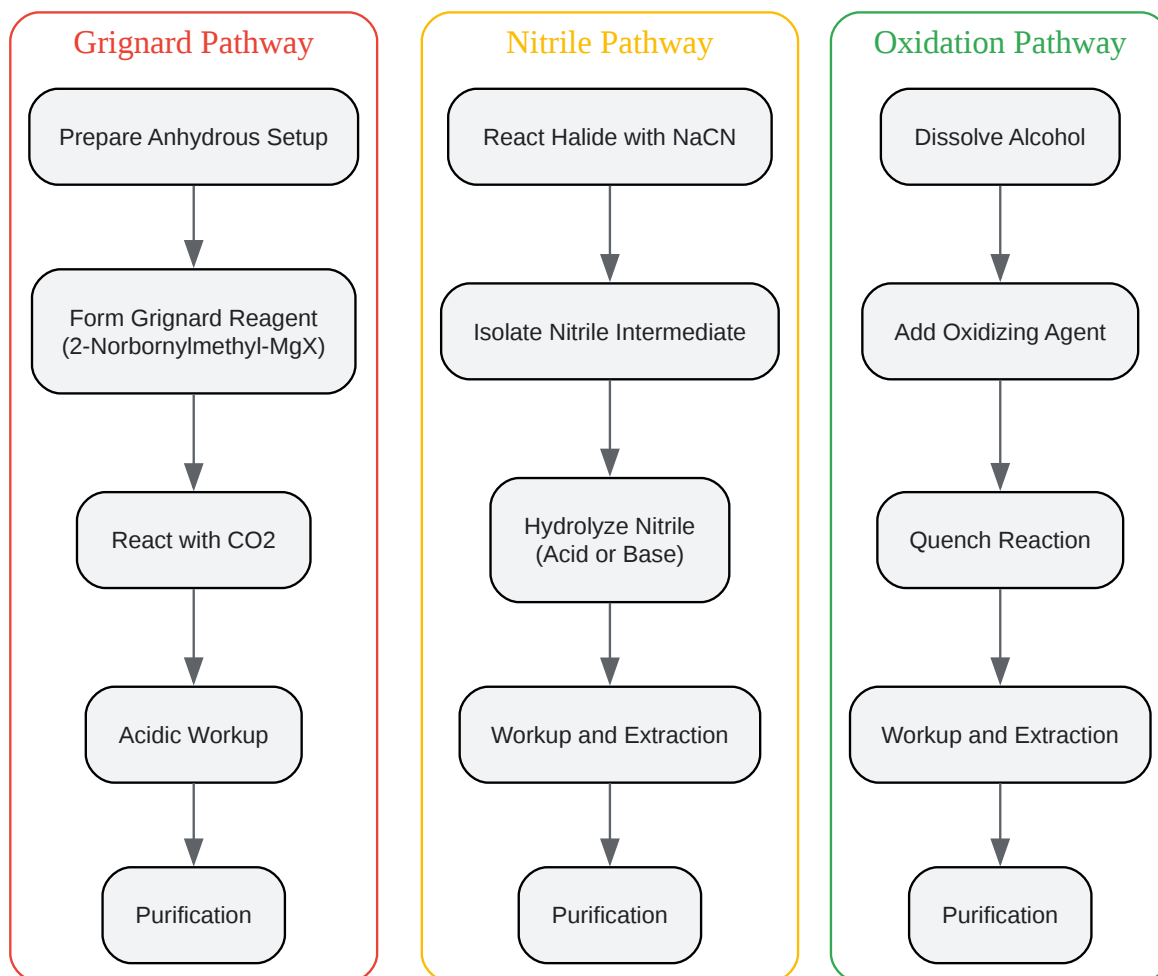 Grignard Pathway
Prepare Anhydrous Setup
Form Grignard Reagent
(2-Norbornylmethyl-MgX)
React with CO2
Acidic Workup
Purification
Nitrile Pathway
React Halide with NaCN
Isolate Nitrile Intermediate
Hydrolyze Nitrile
(Acid or Base)
Workup and Extraction
Purification
Oxidation Pathway
Dissolve Alcohol
Add Oxidizing Agent
Quench Reaction
Workup and Extraction
Purification